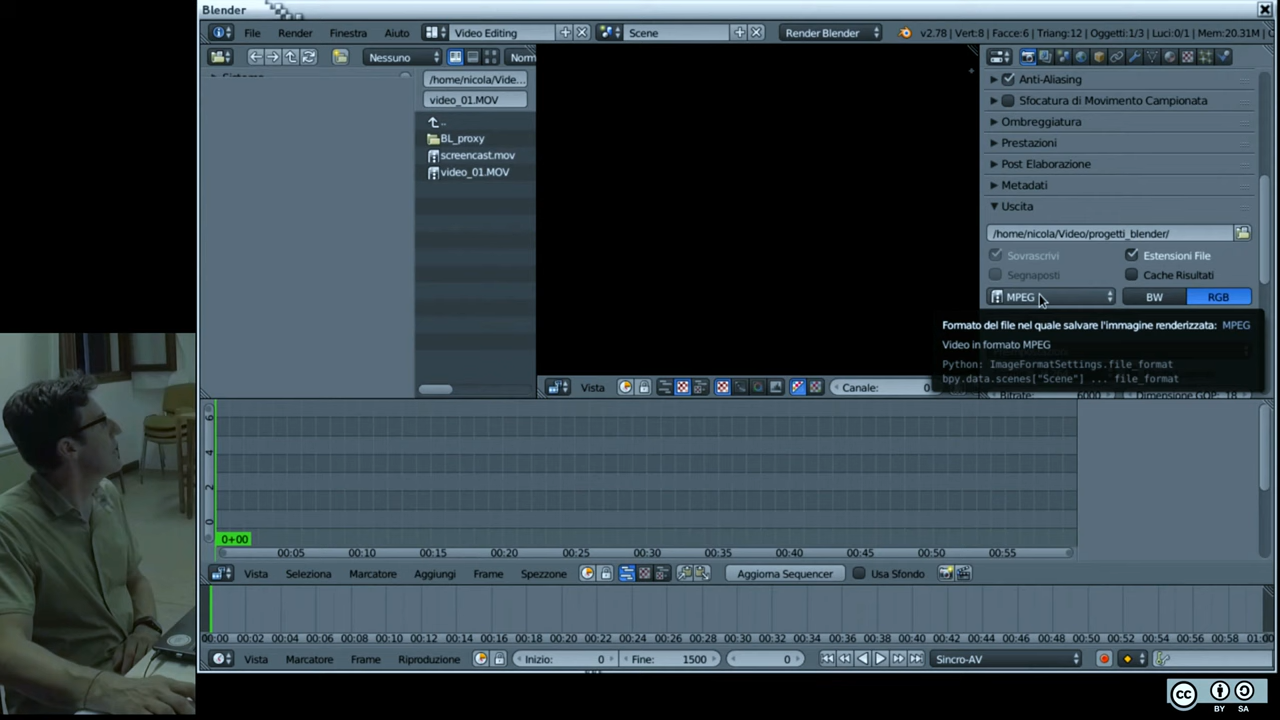 Blender
File Render Finestra Aiuto Video Editing Scene Render Blender v2.78 | Vert:8 | Facce:6 | Triang:12 | Oggetti:1/3 | Luci:0/1 | Mem:20.31M |
Nessuno Norm
/home/nicola/Vide...
video_01.MOV
..
BL_proxy
screencast.mov
video_01.MOV
Anti-Aliasing
Sfocatura di Movimento Campionata
Ombreggiatura
Prestazioni
Post Elaborazione
Metadati
Uscita
/home/nicola/Video/progetti_blender/
Sovrascrivi Estensioni File
Segnaposti Cache Risultati
MPEG BW RGB
Formato del file nel quale salvare l'immagine renderizzata: MPEG
Video in formato MPEG
Python: ImageFormatSettings.file_format
bpy.data.scenes["Scene"] ... file_format
Vista Canale: 0
6
4
2
0
0+00
00:05 00:10 00:15 00:20 00:25 00:30 00:35 00:40 00:45 00:50 00:55
Vista Seleziona Marcatore Aggiungi Frame Spezzone Aggiorna Sequencer Usa Sfondo
00:00 00:02 00:04 00:06 00:08 00:10 00:12 00:14 00:16 00:18 00:20 00:22 00:24 00:26 00:28 00:30 00:32 00:34 00:36 00:38 00:40 00:42 00:44 00:46 00:48 00:50 00:52 00:54 00:56 00:58 01:00
Vista Marcatore Frame Riproduzione Inizio: 0 Fine: 1500 0 Sincro-AV
cc
BY SA